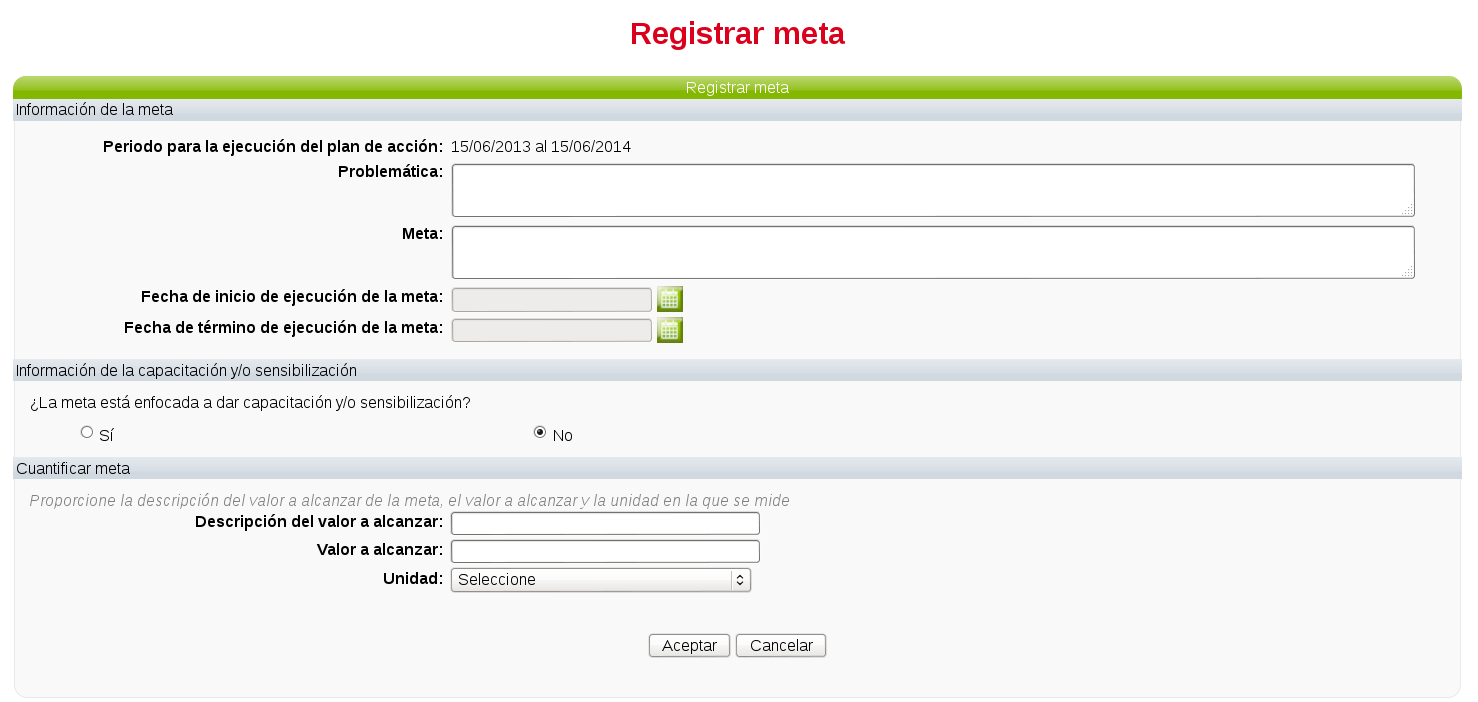 Registrar meta
Registrar meta
Información de la meta
Periodo para la ejecución del plan de acción: 15/06/2013 al 15/06/2014
Problemática:
Meta:
Fecha de inicio de ejecución de la meta:
Fecha de término de ejecución de la meta:
Información de la capacitación y/o sensibilización
¿La meta está enfocada a dar capacitación y/o sensibilización?
Sí No
Cuantificar meta
Proporcione la descripción del valor a alcanzar de la meta, el valor a alcanzar y la unidad en la que se mide
Descripción del valor a alcanzar:
Valor a alcanzar:
Unidad: Seleccione
Aceptar Cancelar